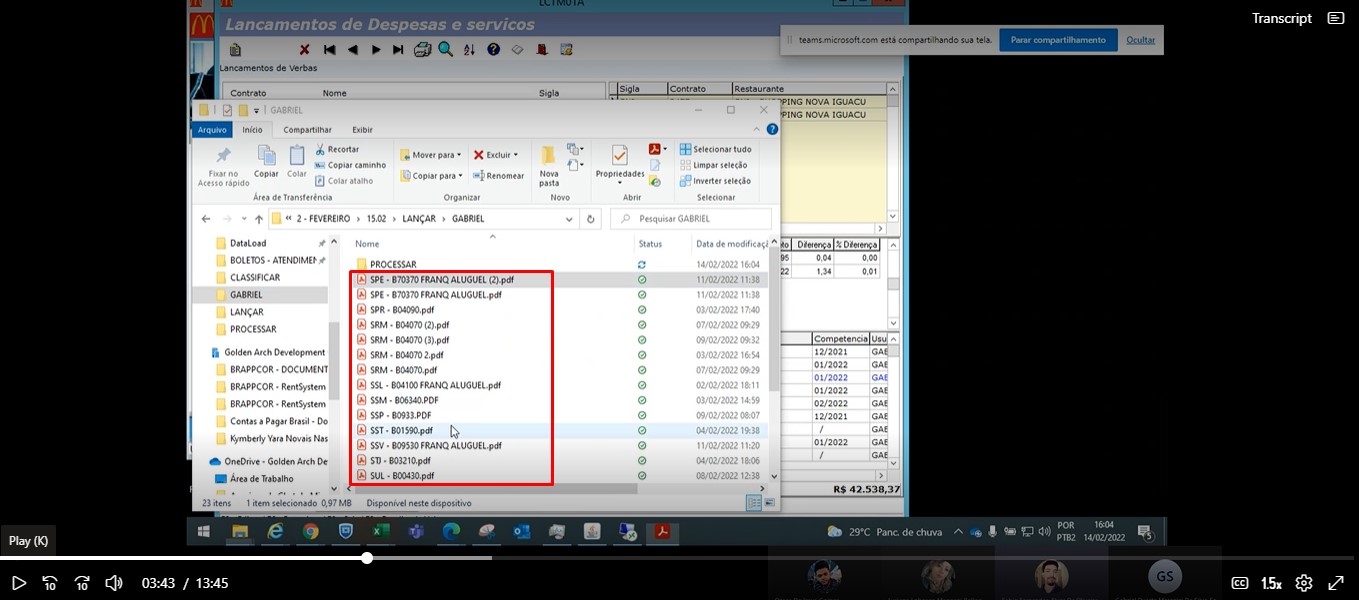 LCTM01A
Transcript
Lancamentos de Despesas e servicos
teams.microsoft.com está compartilhando sua tela. Parar compartilhamento Ocultar
Lancamentos de Verbas
Contrato Nome Sigla
Sigla Contrato Restaurante
PING NOVA IGUACU
PING NOVA IGUACU
GABRIEL
Arquivo Início Compartilhar Exibir
Fixar no Acesso rápido
Copiar
Colar
Recortar
Copiar caminho
Colar atalho
Área de Transferência
Mover para
Copiar para
Excluir
Renomear
Organizar
Nova pasta
Novo
Propriedades
Abrir
Selecionar tudo
Limpar seleção
Inverter seleção
Selecionar
« 2 - FEVEREIRO > 15.02 > LANÇAR > GABRIEL
Pesquisar GABRIEL
DataLoad
BOLETOS - ATENDIMEN
CLASSIFICAR
GABRIEL
LANÇAR
PROCESSAR
Golden Arch Development
BRAPPCOR - DOCUMENT
BRAPPCOR - RentSystem
BRAPPCOR - RentSystem
Contas a Pagar Brasil - Do
Kymberly Yara Novais Nas
OneDrive - Golden Arch De
Área de Trabalho
Nome Status Data de modificaçã
PROCESSAR 14/02/2022 16:04
SPE - B70370 FRANQ ALUGUEL (2).pdf 11/02/2022 11:38
SPE - B70370 FRANQ ALUGUEL.pdf 11/02/2022 11:38
SPR - B04090.pdf 03/02/2022 17:40
SRM - B04070 (2).pdf 07/02/2022 09:29
SRM - B04070 (3).pdf 09/02/2022 09:32
SRM - B04070 2.pdf 03/02/2022 16:54
SRM - B04070.pdf 07/02/2022 09:29
SSL - B04100 FRANQ ALUGUEL.pdf 02/02/2022 18:11
SSM - B06340.PDF 03/02/2022 14:59
SSP - B0933.PDF 09/02/2022 08:07
SST - B01590.pdf 04/02/2022 19:38
SSV - B09530 FRANQ ALUGUEL.pdf 11/02/2022 11:20
STJ - B03210.pdf 04/02/2022 18:06
SUL - B00430.pdf 08/02/2022 12:38
23 itens 1 item selecionado 0,97 MB Disponível neste dispositivo
to Diferença % Diferença
95 0,04 0,00
22 1,34 0,01
Competencia Usu
12/2021 GAE
01/2022 GAE
01/2022 GAE
01/2022 GAE
02/2022 GAE
12/2021 GAE
/ GAE
01/2022 GAE
/ GAE
R$ 42.538,37
29°C Panc. de chuva
POR
PTB2
16:04
14/02/2022
5
Play (K)
GS
10 10 03:43 / 13:45
CC 1.5x